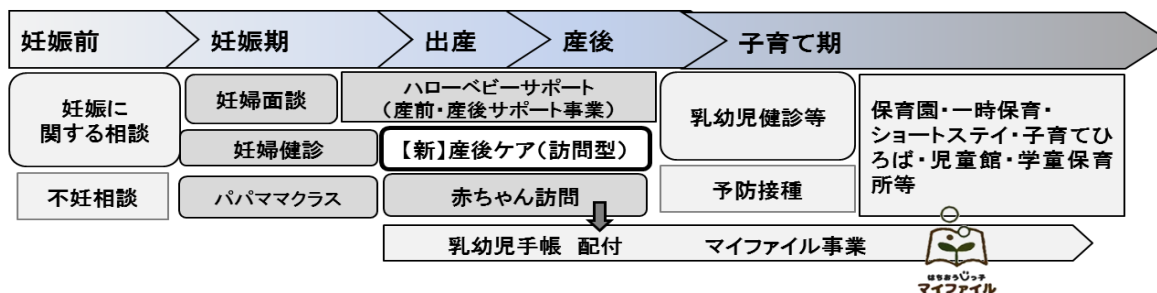 妊娠前
妊娠期
出産
産後
子育て期
妊娠に
関する相談
不妊相談
妊婦面談
妊婦健診
パパママクラス
ハローベビーサポート
(産前・産後サポート事業)
【新】産後ケア(訪問型)
赤ちゃん訪問
乳幼児健診等
予防接種
保育園・一時保育・
ショートステイ・子育てひ
ろば・児童館・学童保育
所等
乳幼児手帳 配付 マイファイル事業
はちおうじっ子
マイファイル